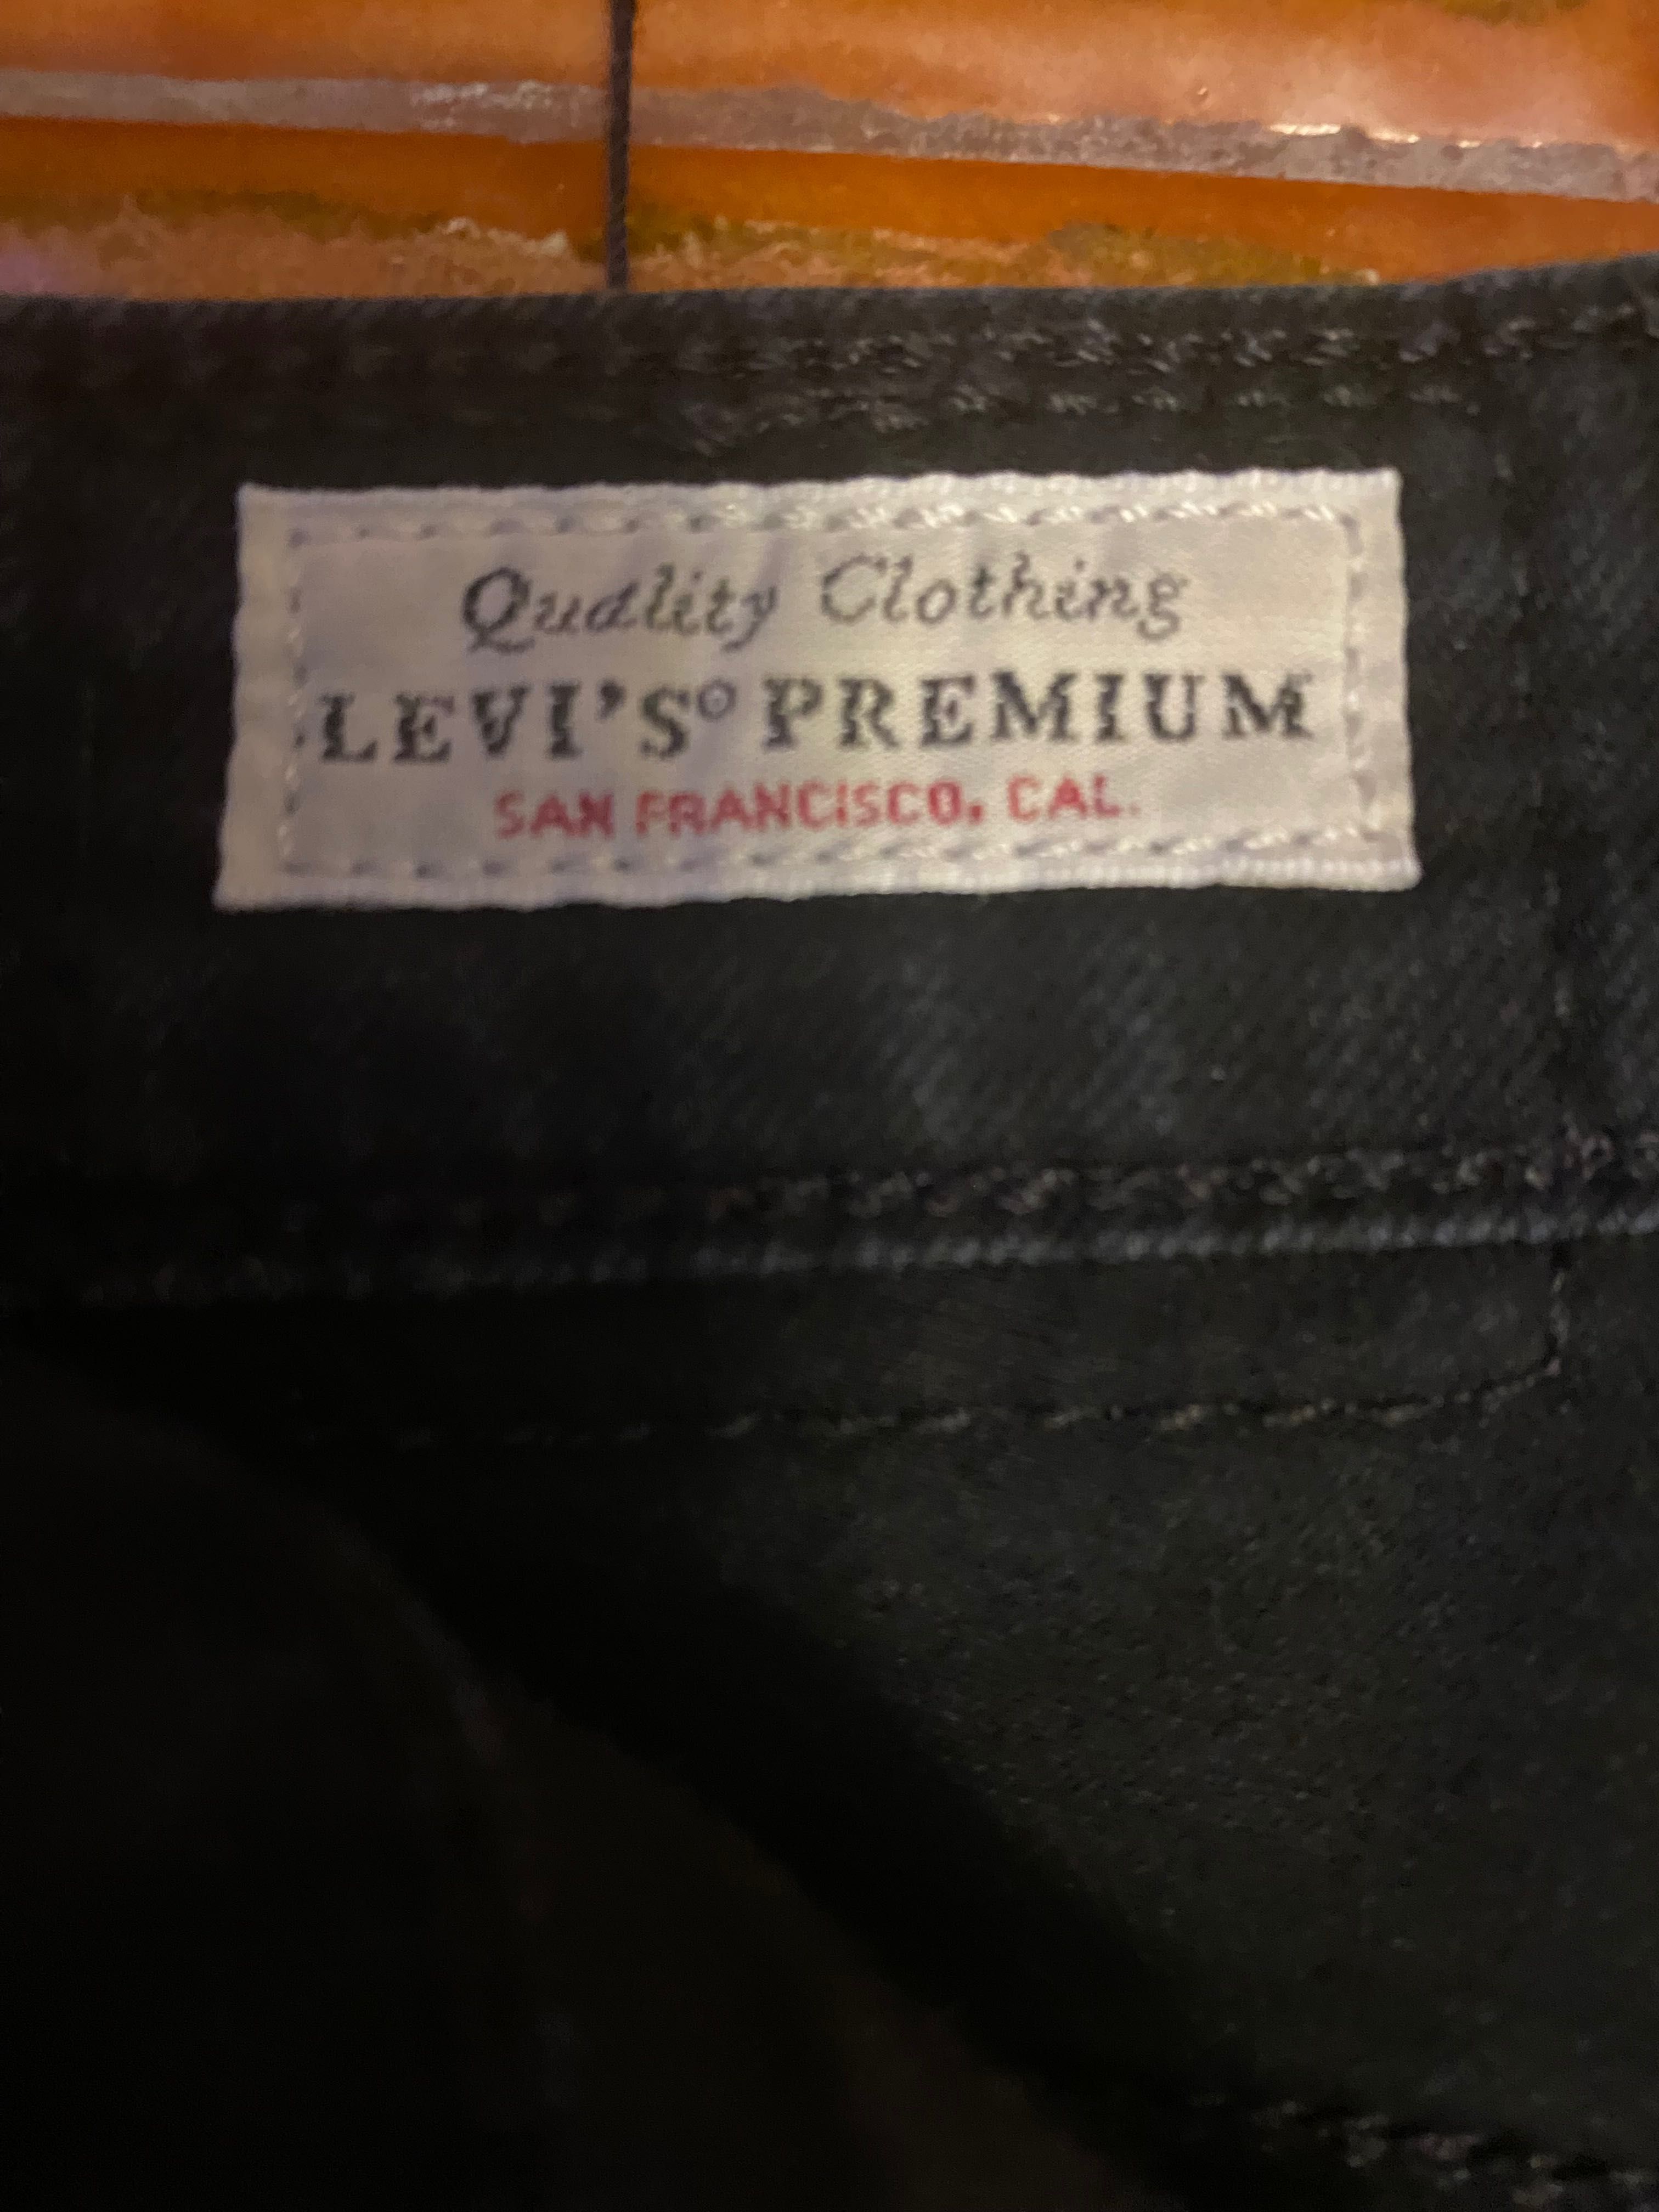 Quality Clothing
LEVI'S® PREMIUM
SAN FRANCISCO, CAL.